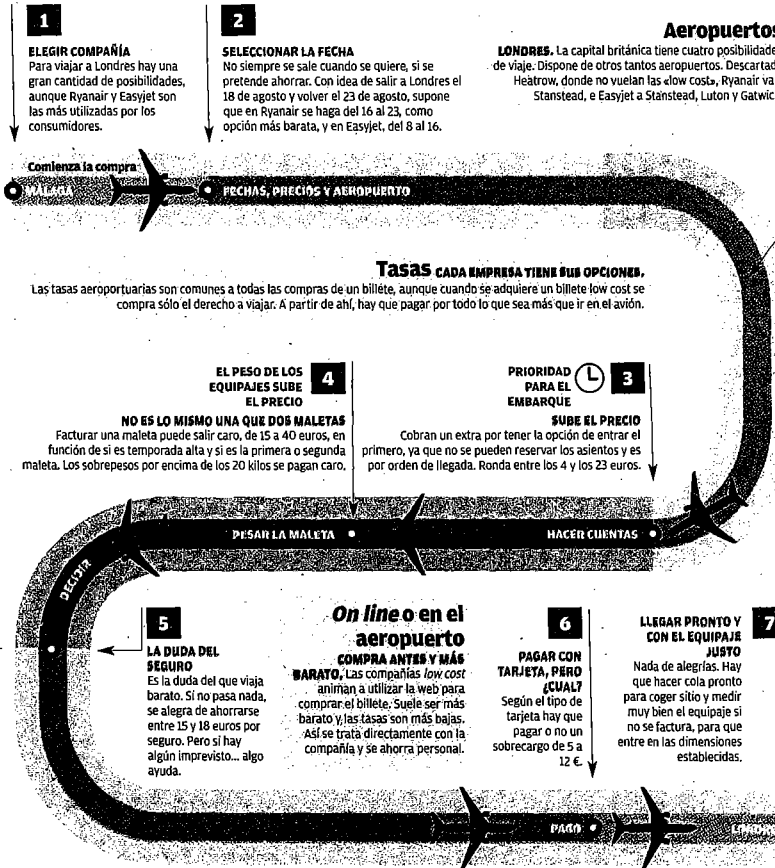 1
ELEGIR COMPAÑÍA
Para viajar a Londres hay una
gran cantidad de posibilidades,
aunque Ryanair y Easyjet son
las más utilizadas por los
consumidores.
2
SELECCIONAR LA FECHA
No siempre se sale cuando se quiere, si se
pretende ahorrar. Con idea de salir a Londres el
18 de agosto y volver el 23 de agosto, supone
que en Ryanair se haga del 16 al 23, como
opción más barata, y en Easyjet, del 8 al 16.
Aeropuertos
LONDRES. La capital británica tiene cuatro
de viaje. Dispone de otros tantos aeropuertos.
Heatrow, donde no vuelan las «low cost», Ryanair va
Stanstead, e Easyjet a Stanstead, Luton y
Comienza la compra
MÁLAGA
FECHAS, PRECIOS Y AEROPUERTO
Tasas CADA EMPRESA TIENE SUS OPCIONES.
Las tasas aeroportuarias son comunes a todas las compras de un billete, aunque cuando se adquiere un billete low cost se
compra sólo el derecho a viajar. A partir de ahí, hay que pagar por todo lo que sea más que ir en el avión.
PRIORIDAD
PARA EL
EMBARQUE
3
SUBE EL PRECIO
Cobran un extra por tener la opción de entrar el
primero, ya que no se pueden reservar los asientos y es
por orden de llegada. Ronda entre los 4 y los 23 euros.
EL PESO DE LOS
EQUIPAJES SUBE
EL PRECIO
4
NO ES LO MISMO UNA QUE DOS MALETAS
Facturar una maleta puede salir caro, de 15 a 40 euros, en
función de si es temporada alta y si es la primera o segunda
maleta. Los sobrepesos por encima de los 20 kilos se pagan caro.
HACER CUENTAS
PESAR LA MALETA
DECIDIR
5
LA DUDA DEL
SEGURO
Es la duda del que viaja
barato. Si no pasa nada,
se alegra de ahorrarse
entre 15 y 18 euros por
seguro. Pero si hay
algún imprevisto... algo
ayuda.
On line o en el
aeropuerto
COMPRA ANTES Y MÁS
BARATO. Las compañías low cost
animan a utilizar la web para
comprar el billete. Suele ser más
barato y las tasas son más bajas.
Así se trata directamente con la
compañía y se ahorra personal.
6
PAGAR CON
TARJETA, PERO
¿CUAL?
Según el tipo de
tarjeta hay que
pagar o no un
sobrecargo de 5 a
12 €.
LLEGAR PRONTO Y
CON EL EQUIPAJE
JUSTO
7
Nada de alegrías. Hay
que hacer cola pronto
para coger sitio y medir
muy bien el equipaje si
no se factura, para que
entre en las dimensiones
establecidas.
PAGO